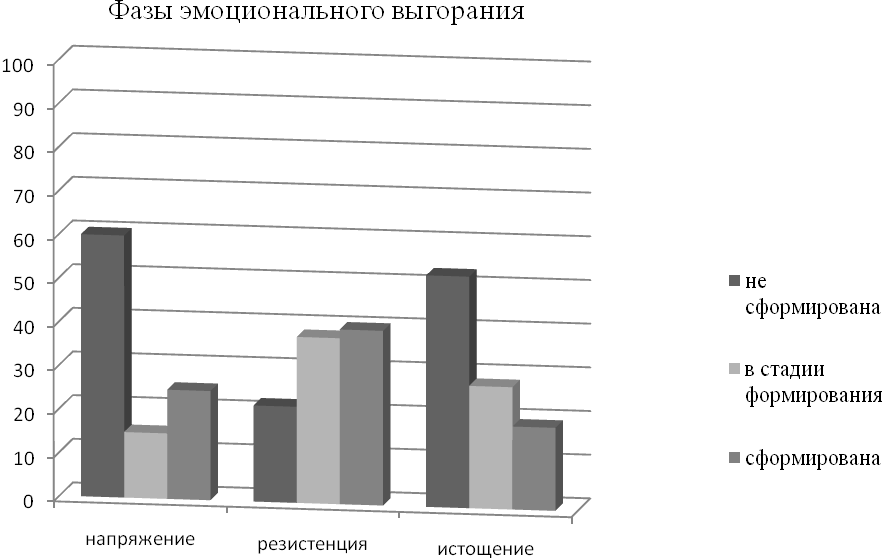 Фазы эмоционального выгорания
100
90
80
70
60
50
40
30
20
10
0
напряжение
резистенция
истощение
не
сформирована
в стадии
формирования
сформирована